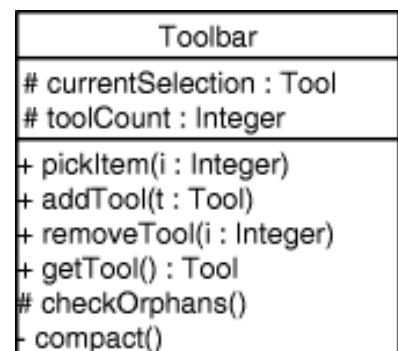 Toolbar
# currentSelection : Tool
# toolCount : Integer
+ pickItem(i : Integer)
+ addTool(t : Tool)
+ removeTool(i : Integer)
+ getTool() : Tool
# checkOrphans()
- compact()